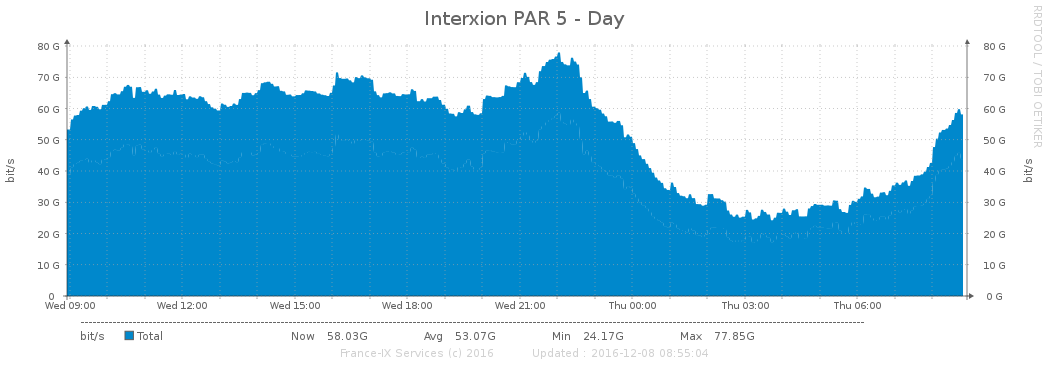 Interxion PAR 5 - Day
RRDTOOL / TOBI OETIKER
bit/s
80 G
70 G
60 G
50 G
40 G
30 G
20 G
10 G
0
80 G
70 G
60 G
50 G
40 G
30 G
20 G
10 G
0 G
bit/s
Wed 09:00 Wed 12:00 Wed 15:00 Wed 18:00 Wed 21:00 Thu 00:00 Thu 03:00 Thu 06:00
bit/s Total Now 58.03G Avg 53.07G Min 24.17G Max 77.85G
France-IX Services (c) 2016 Updated : 2016-12-08 08:55:04